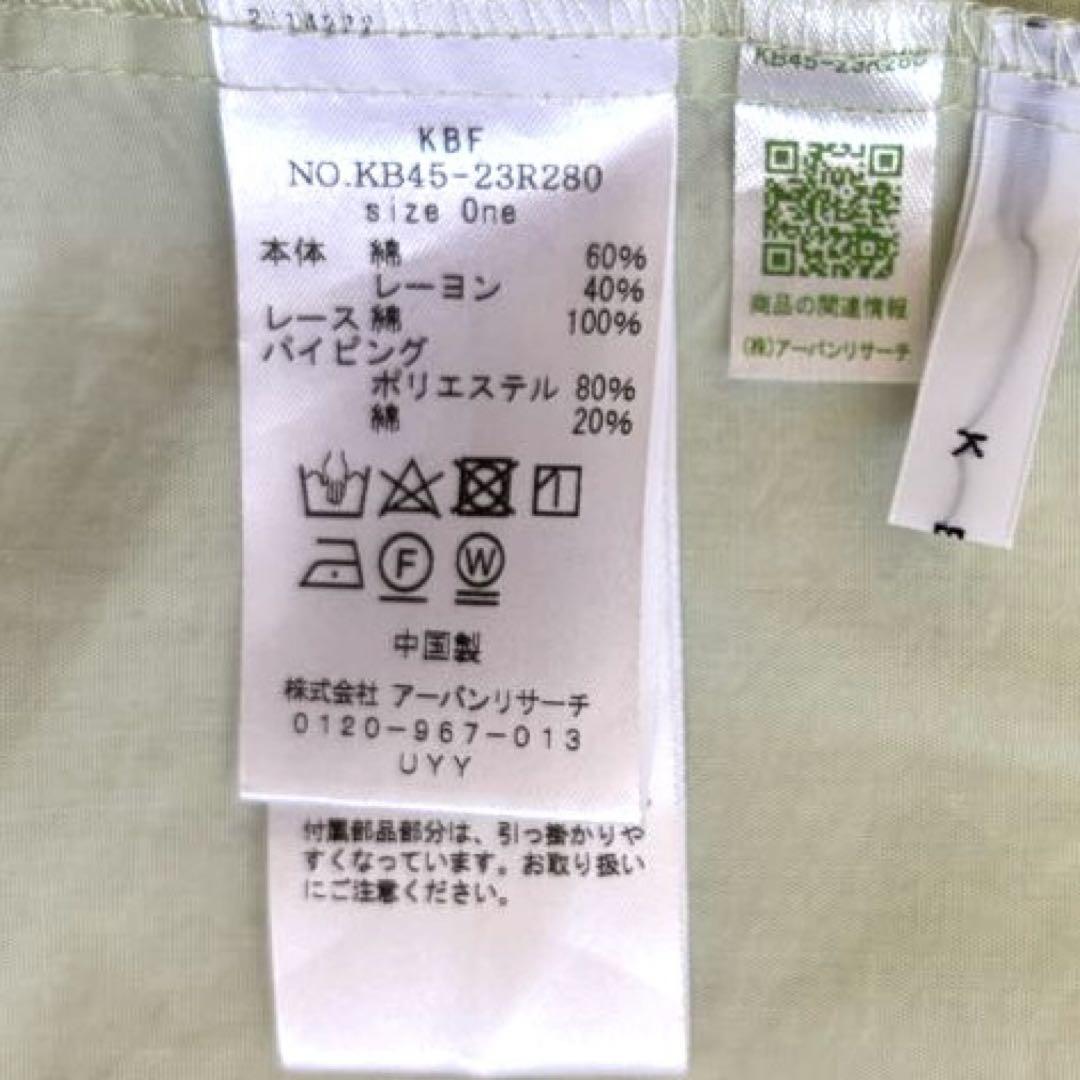 KBF
NO.KB45-23R280
size One
本体 綿 60%
レーヨン 40%
レース 綿 100%
パイピング
ポリエステル 80%
綿 20%
F
W
中国製
株式会社 アーバンリサーチ
0120-967-013
UYY
付属部品部分は、引っ掛かりや
すくなっています。お取り扱い
にご注意ください。
KB45-23R280
商品の関連情報
(株)アーバンリサーチ
K